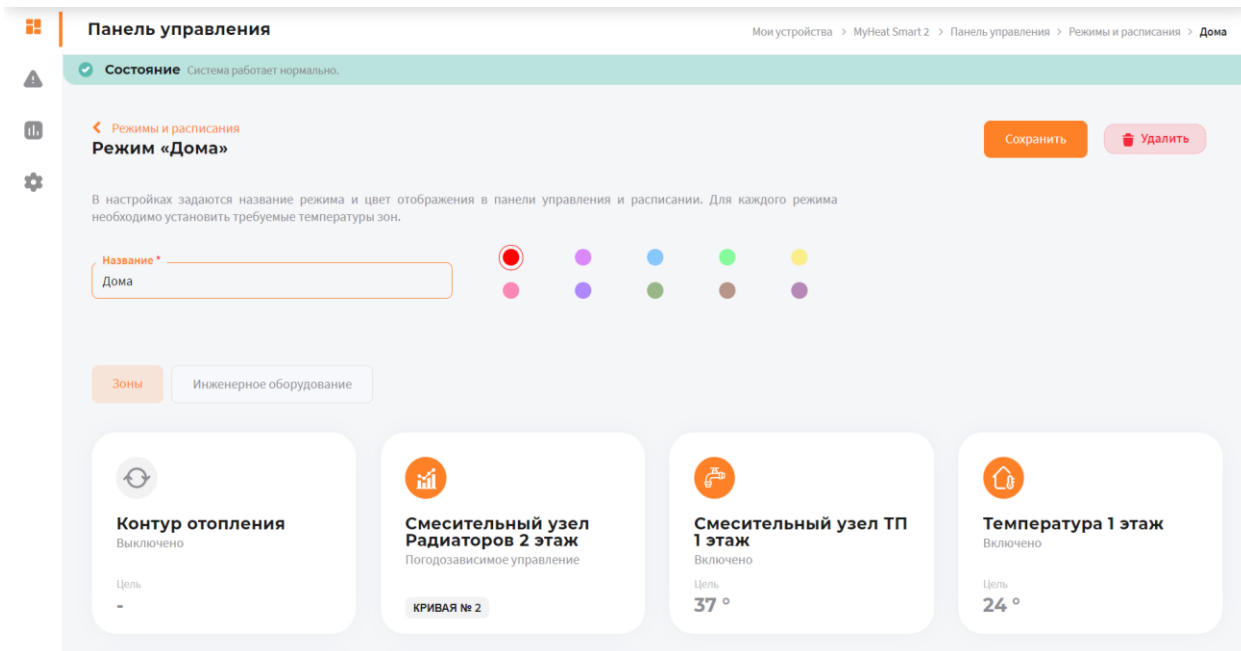 Панель управления
Мои устройства > MyHeat Smart 2 > Панель управления > Режимы и расписания > Дома
Состояние Система работает нормально.
Режимы и расписания
Режим «Дома»
Сохранить
Удалить
В настройках задаются название режима и цвет отображения в панели управления и расписании. Для каждого режима
необходимо установить требуемые температуры зон.
Название *
Дома
Зоны
Инженерное оборудование
Контур отопления
Выключено
Цель
-
Смесительный узел
Радиаторов 2 этаж
Погодозависимое управление
КРИВАЯ № 2
Смесительный узел ТП
1 этаж
Включено
Цель
37 °
Температура 1 этаж
Включено
Цель
24 °